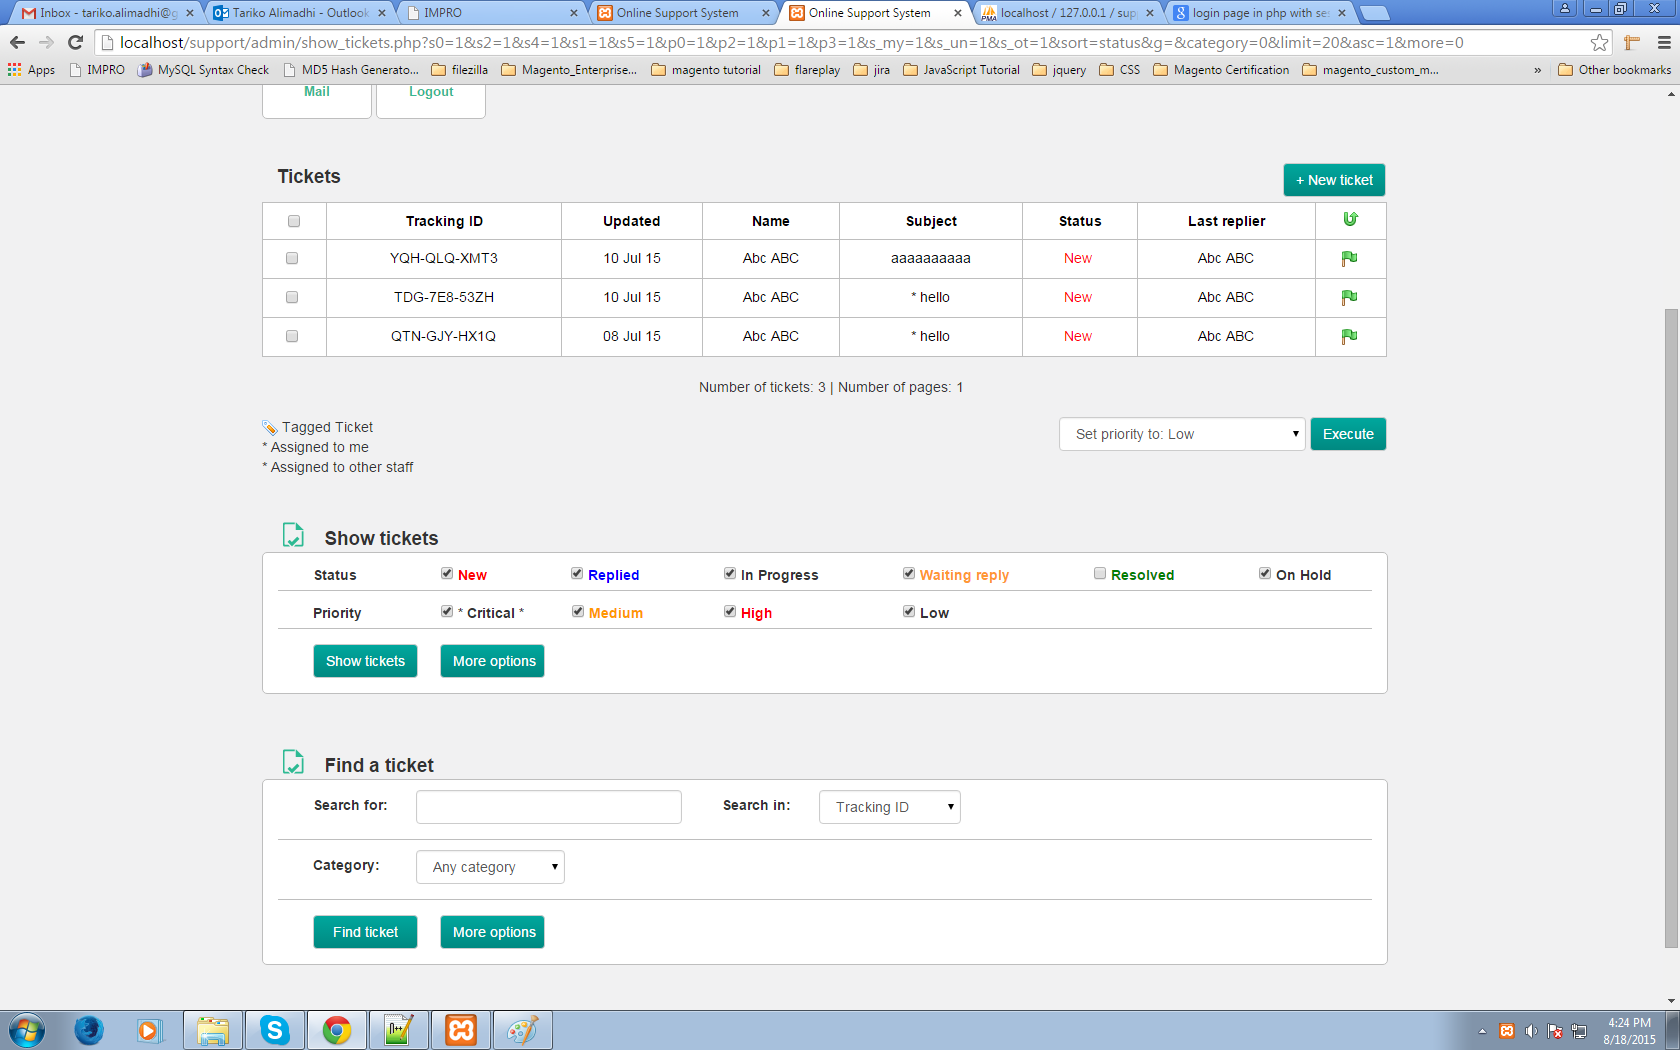 Inbox - tariko.alimadhi@g
Tariko Alimadhi - Outlook
IMPRO
Online Support System
Online Support System
localhost / 127.0.0.1 / sup
login page in php with ses
localhost/support/admin/show_tickets.php?s0=1&s2=1&s4=1&s1=1&s5=1&p0=1&p2=1&p1=1&p3=1&s_my=1&s_un=1&s_ot=1&sort=status&g=&category=0&limit=20&asc=1&more=0
Apps IMPRO MySQL Syntax Check MD5 Hash Generato... filezilla Magento_Enterprise... magento tutorial flareplay jira JavaScript Tutorial jquery CSS Magento Certification magento_custom_m... » Other bookmarks
Mail Logout
Tickets + New ticket
Tracking ID Updated Name Subject Status Last replier
YQH-QLQ-XMT3 10 Jul 15 Abc ABC aaaaaaaaaa New Abc ABC
TDG-7E8-53ZH 10 Jul 15 Abc ABC * hello New Abc ABC
QTN-GJY-HX1Q 08 Jul 15 Abc ABC * hello New Abc ABC
Number of tickets: 3 | Number of pages: 1
Tagged Ticket
* Assigned to me
* Assigned to other staff
Set priority to: Low Execute
Show tickets
Status New Replied In Progress Waiting reply Resolved On Hold
Priority * Critical * Medium High Low
Show tickets More options
Find a ticket
Search for: Search in: Tracking ID
Category: Any category
Find ticket More options
4:24 PM
8/18/2015